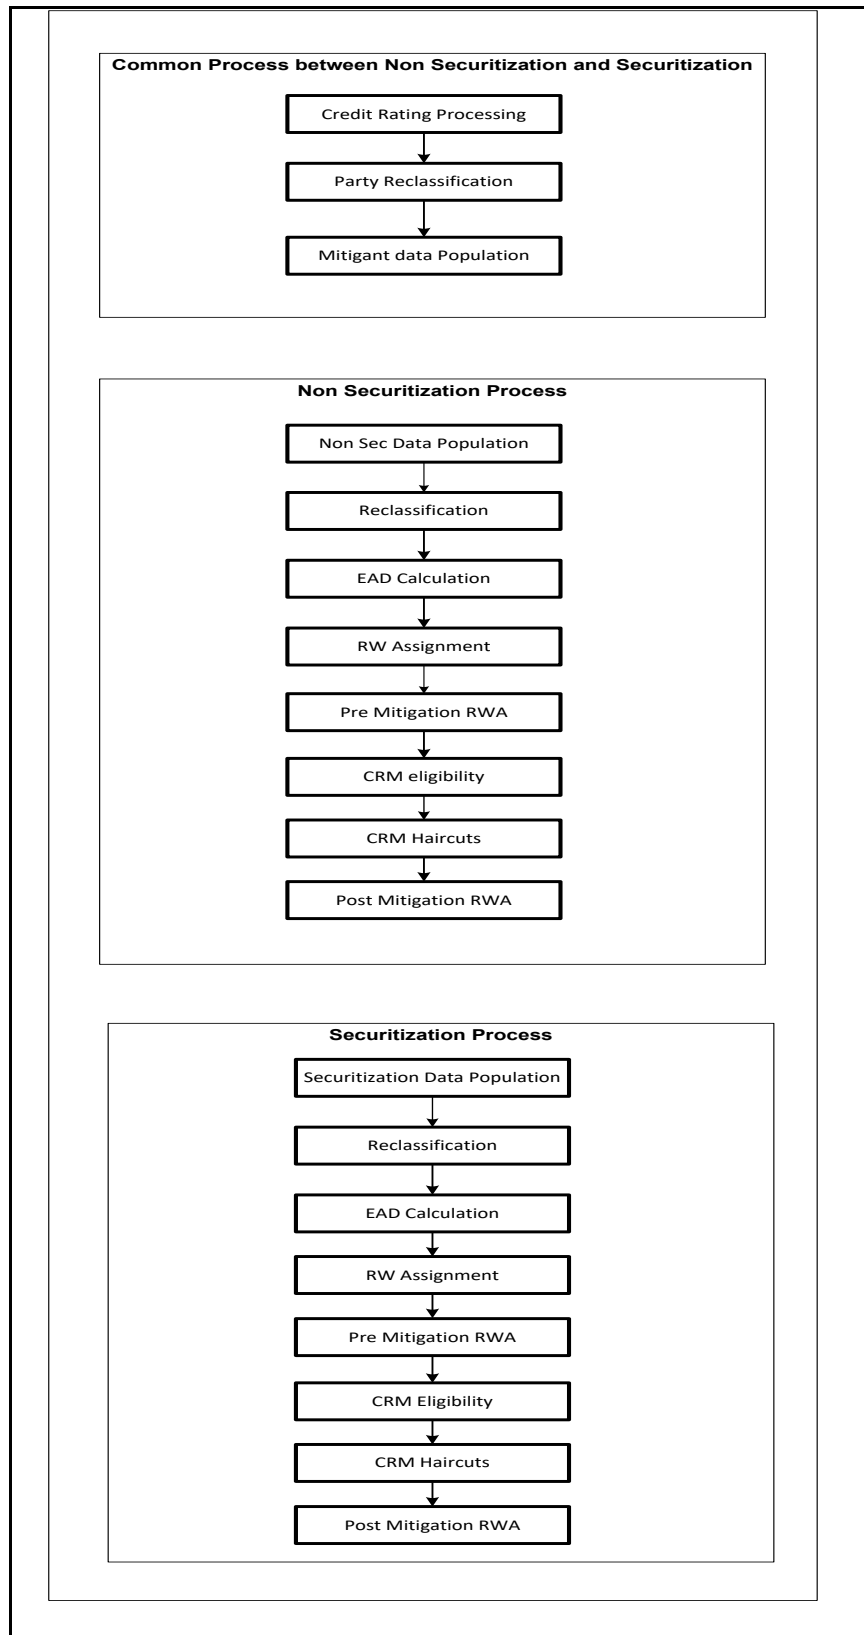 Common Process between Non Securitization and Securitization
Credit Rating Processing
Party Reclassification
Mitigant data Population
Non Securitization Process
Non Sec Data Population
Reclassification
EAD Calculation
RW Assignment
Pre Mitigation RWA
CRM eligibility
CRM Haircuts
Post Mitigation RWA
Securitization Process
Securitization Data Population
Reclassification
EAD Calculation
RW Assignment
Pre Mitigation RWA
CRM Eligibility
CRM Haircuts
Post Mitigation RWA